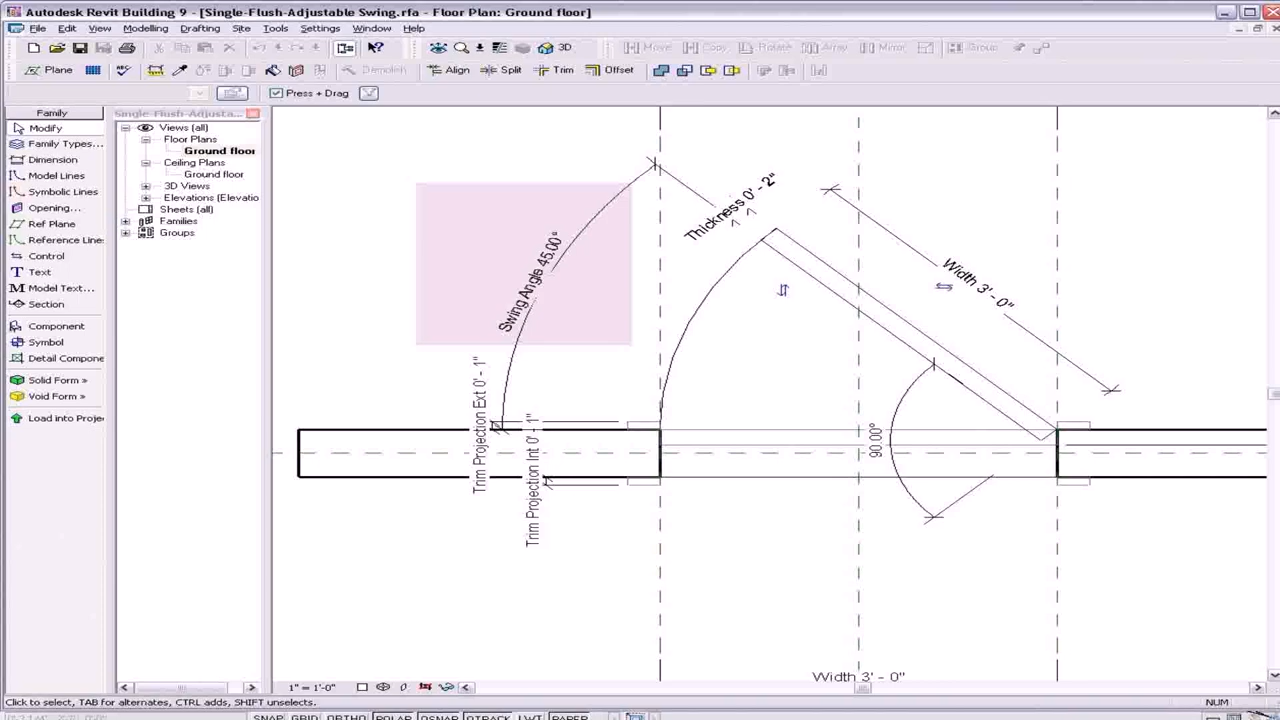 Autodesk Revit Building 9 - [Single-Flush-Adjustable Swing.rfa - Floor Plan: Ground floor]
File Edit View Modelling Drafting Site Tools Settings Window Help
3D Move Copy Rotate Array Mirror Group
Plane Demolish Align Split Trim Offset
Press + Drag
Family
Modify
Family Types...
Dimension
Model Lines
Symbolic Lines
Opening...
Ref Plane
Reference Line
Control
Text
Model Text...
Section
Component
Symbol
Detail Compone
Solid Form »
Void Form »
Load into Proje
Single-Flush-Adjusta...
Views (all)
Floor Plans
Ground floor
Ceiling Plans
Ground floor
3D Views
Elevations (Elevatio
Sheets (all)
Families
Groups
Thickness 0' - 2"
Width 3' - 0"
Swing Angle 45.00°
Trim Projection Ext 0' - 1"
Trim Projection Int 0' - 1"
90.00°
Width 3' - 0"
1" = 1'-0"
Click to select, TAB for alternates, CTRL adds, SHIFT unselects.
NUM
SNAP GRID ORTHO POLAR OSNAP OTRACK LWT PAPER